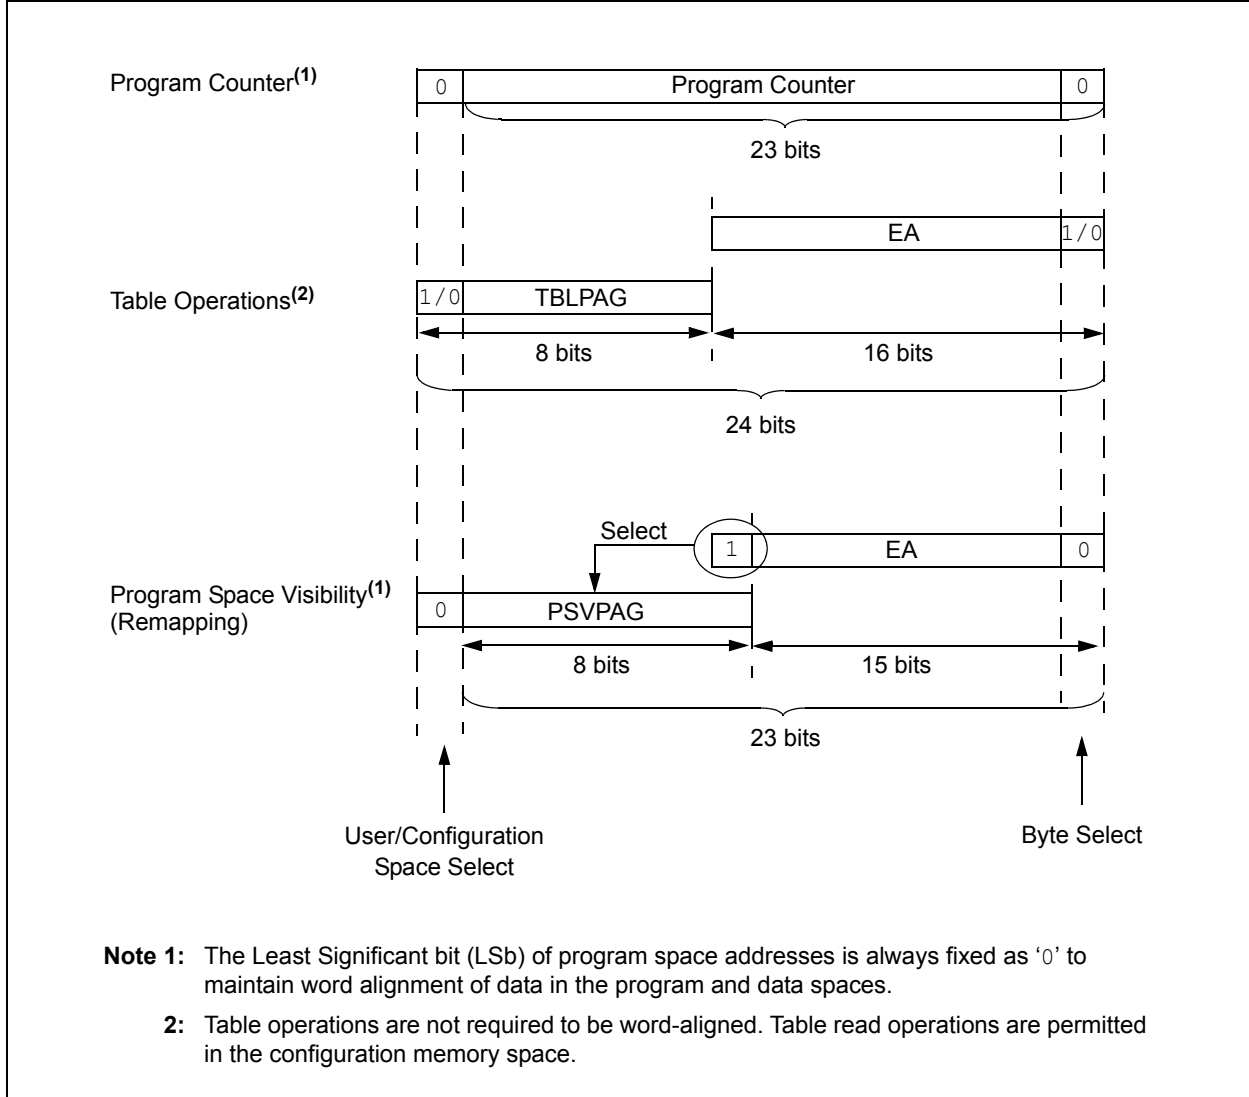 Program Counter(1)
0 Program Counter 0
23 bits
EA 1/0
Table Operations(2)
1/0 TBLPAG
8 bits 16 bits
24 bits
Select
1 EA 0
Program Space Visibility(1)
(Remapping)
0 PSVPAG
8 bits 15 bits
23 bits
User/Configuration
Space Select
Byte Select
Note 1: The Least Significant bit (LSb) of program space addresses is always fixed as ‘0’ to
maintain word alignment of data in the program and data spaces.
2: Table operations are not required to be word-aligned. Table read operations are permitted
in the configuration memory space.